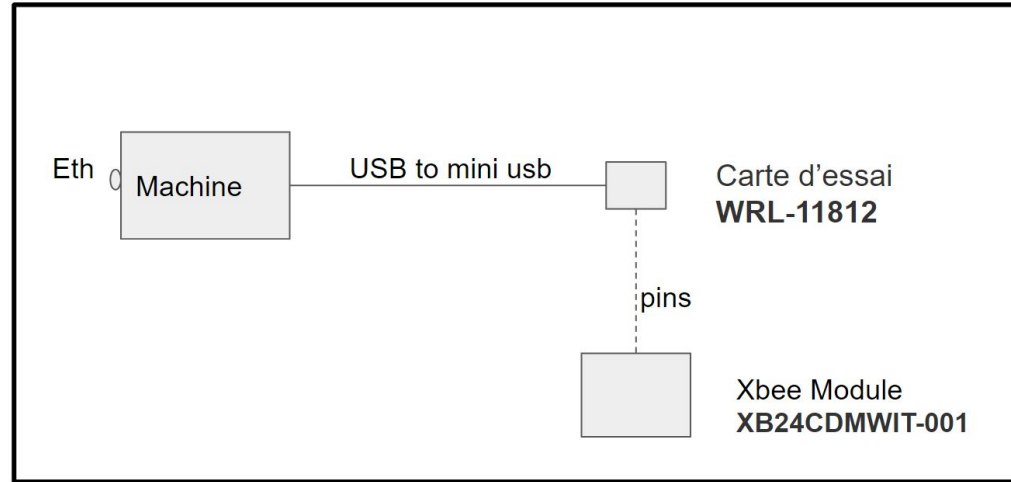 Eth
Machine
USB to mini usb
Carte d’essai
WRL-11812
pins
Xbee Module
XB24CDMWIT-001